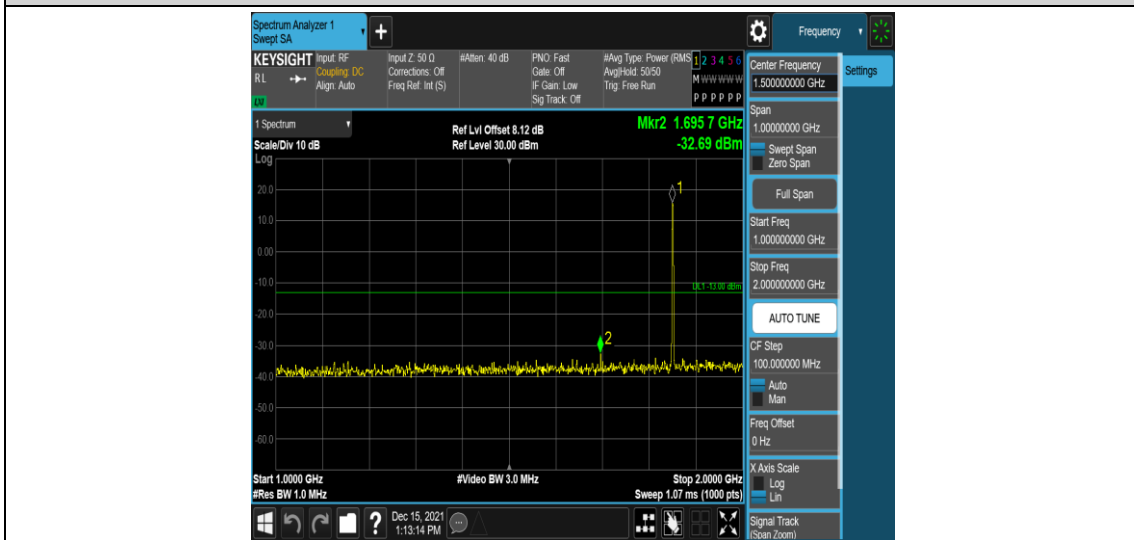 Spectrum Analyzer 1
Swept SA
+
Frequency
KEYSIGHT
RL
LXI
Input: RF
Coupling: DC
Align: Auto
Input Z: 50 Ω
Corrections: Off
Freq Ref: Int (S)
#Atten: 40 dB
PNO: Fast
Gate: Off
IF Gain: Low
Sig Track: Off
#Avg Type: Power (RMS
Avg|Hold: 50/50
Trig: Free Run
1 2 3 4 5 6
M W W W W W
P P P P P P
1 Spectrum
Scale/Div 10 dB
Ref Lvl Offset 8.12 dB
Ref Level 30.00 dBm
Mkr2 1.695 7 GHz
-32.69 dBm
Log
20.0
10.0
0.00
-10.0
-20.0
-30.0
-40.0
-50.0
-60.0
1
DL1 -13.00 dBm
2
Start 1.0000 GHz
#Res BW 1.0 MHz
#Video BW 3.0 MHz
Stop 2.0000 GHz
Sweep 1.07 ms (1000 pts)
Center Frequency
1.500000000 GHz
Settings
Span
1.00000000 GHz
Swept Span
Zero Span
Full Span
Start Freq
1.000000000 GHz
Stop Freq
2.000000000 GHz
AUTO TUNE
CF Step
100.000000 MHz
Auto
Man
Freq Offset
0 Hz
X Axis Scale
Log
Lin
Signal Track
(Span Zoom)
?
Dec 15, 2021
1:13:14 PM